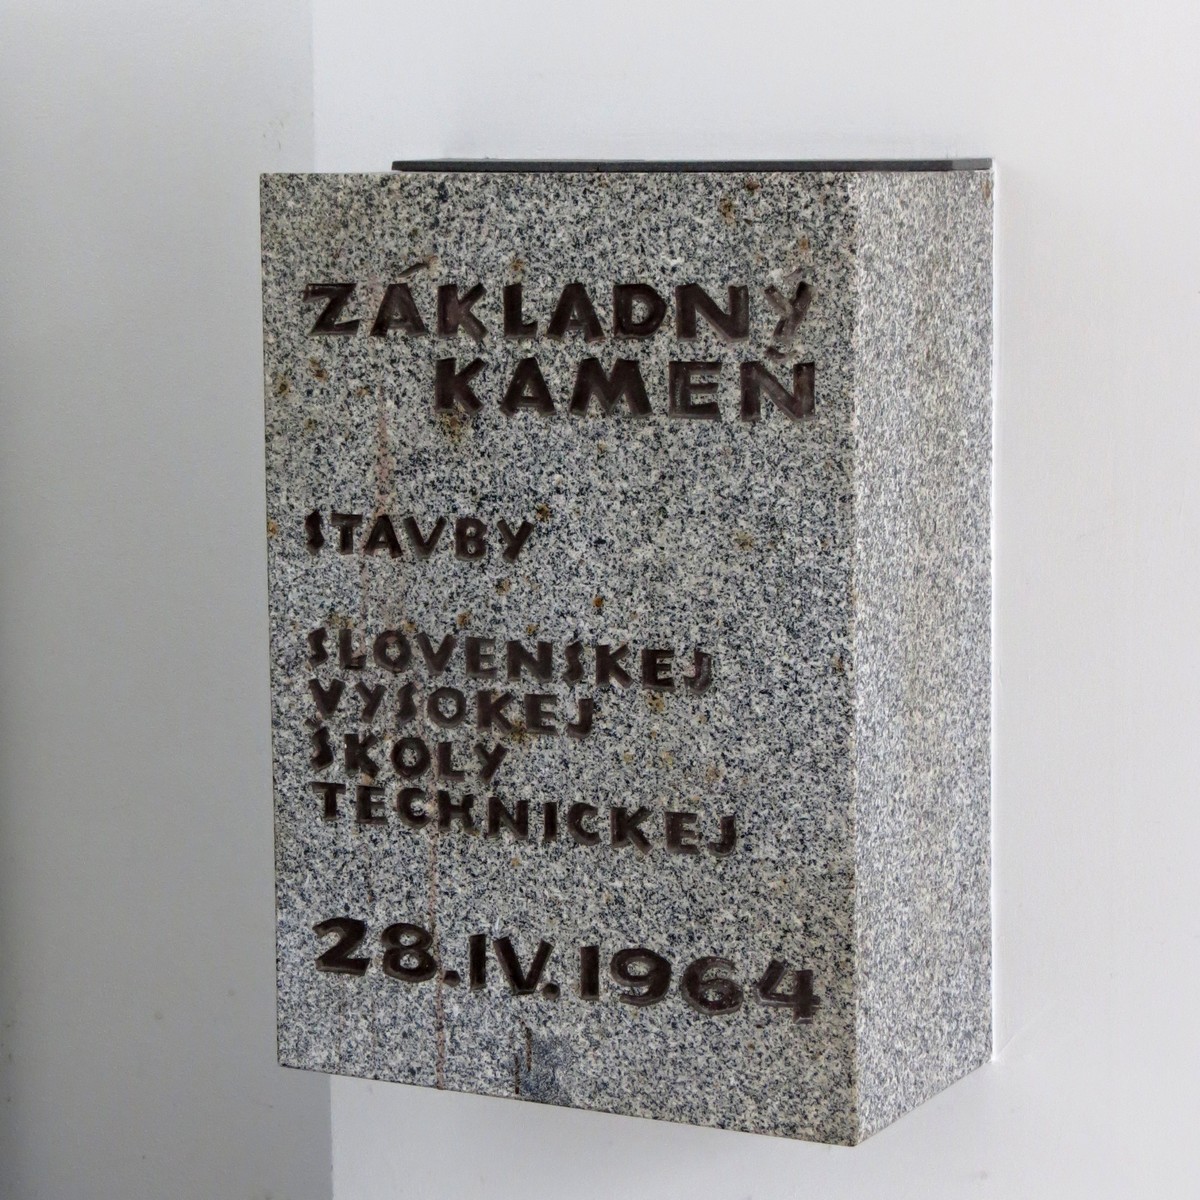 ZÁKLADNÝ
KAMEŇ
STAVBY
SLOVENSKEJ
VYSOKEJ
ŠKOLY
TECHNICKEJ
28.IV.1964